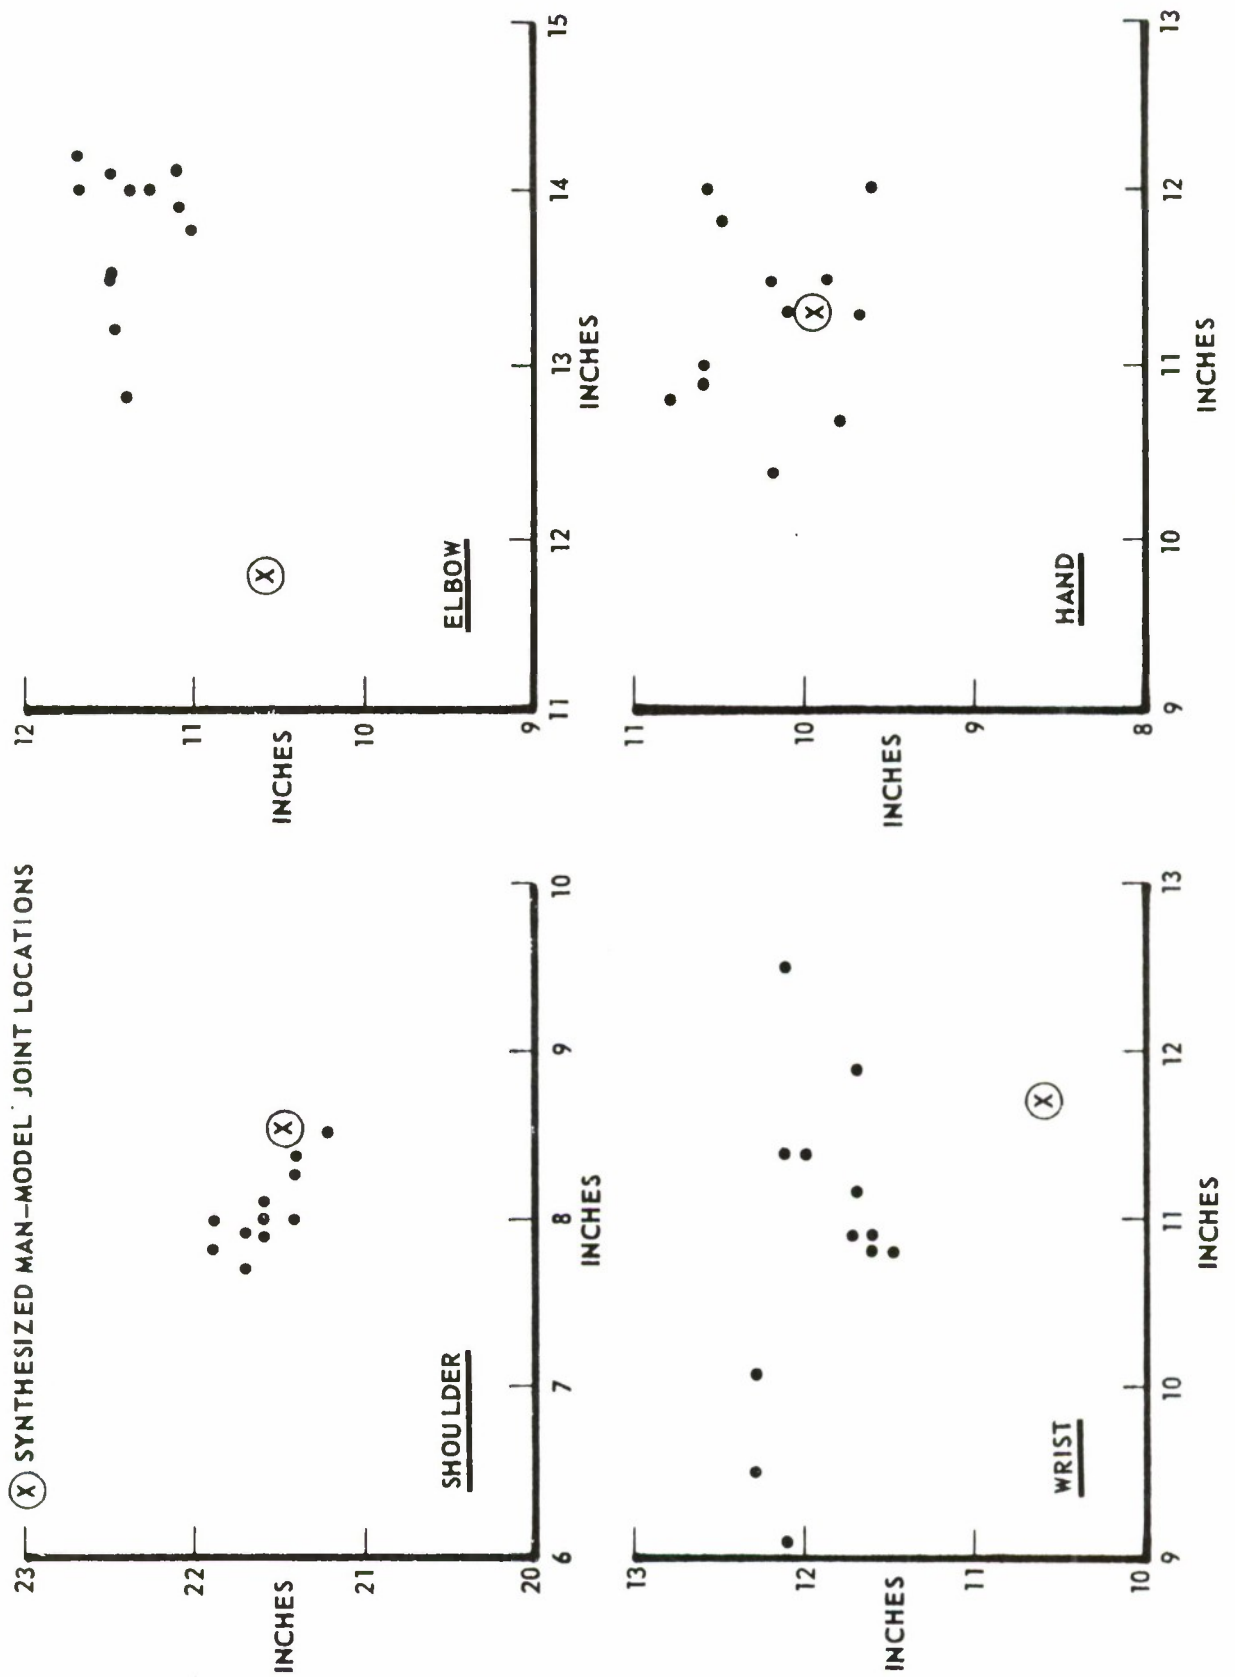 X SYNTHESIZED MAN-MODEL JOINT LOCATIONS
23
22
INCHES
21
20
SHOULDER
6 7 8 9 10
INCHES
12
11
INCHES
10
9
ELBOW
11 12 13 14 15
INCHES
13
12
INCHES
11
10
WRIST
9 10 11 12 13
INCHES
11
10
INCHES
9
8
HAND
9 10 11 12 13
INCHES
X
X
X
X